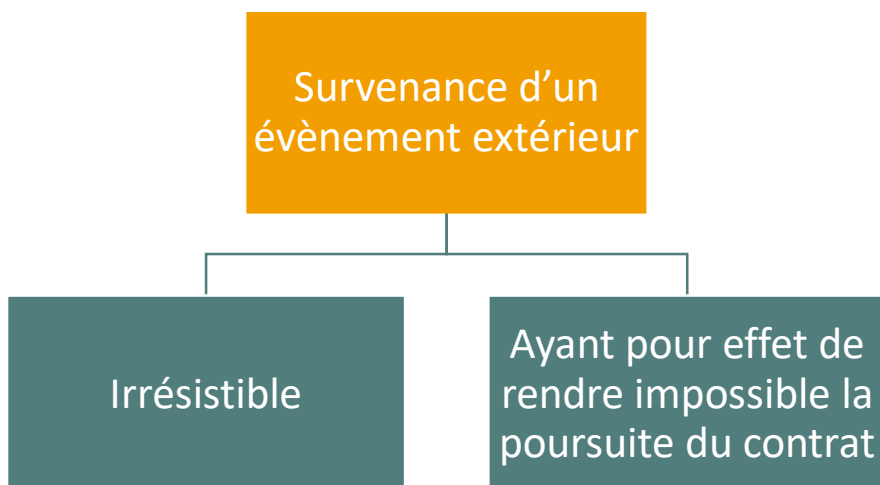 Survenance d’un
évènement extérieur
Irrésistible
Ayant pour effet de
rendre impossible la
poursuite du contrat